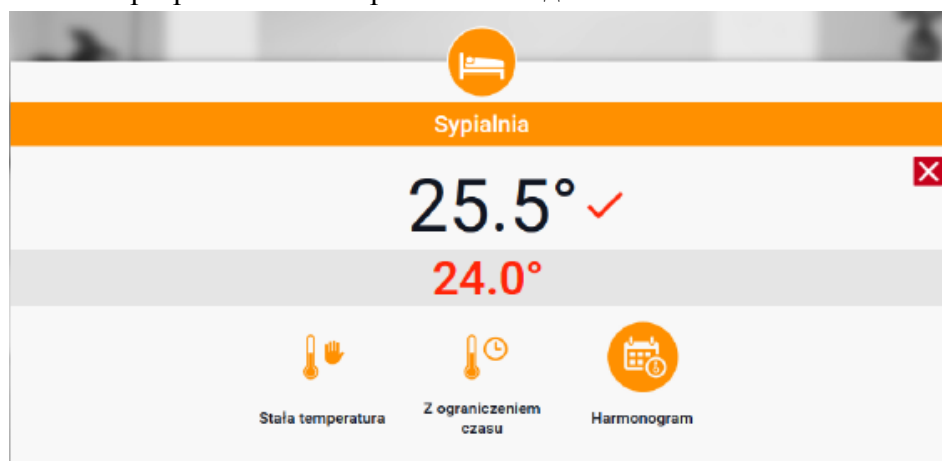 Sypialnia
25.5°
24.0°
Stała temperatura
Z ograniczeniem
czasu
Harmonogram